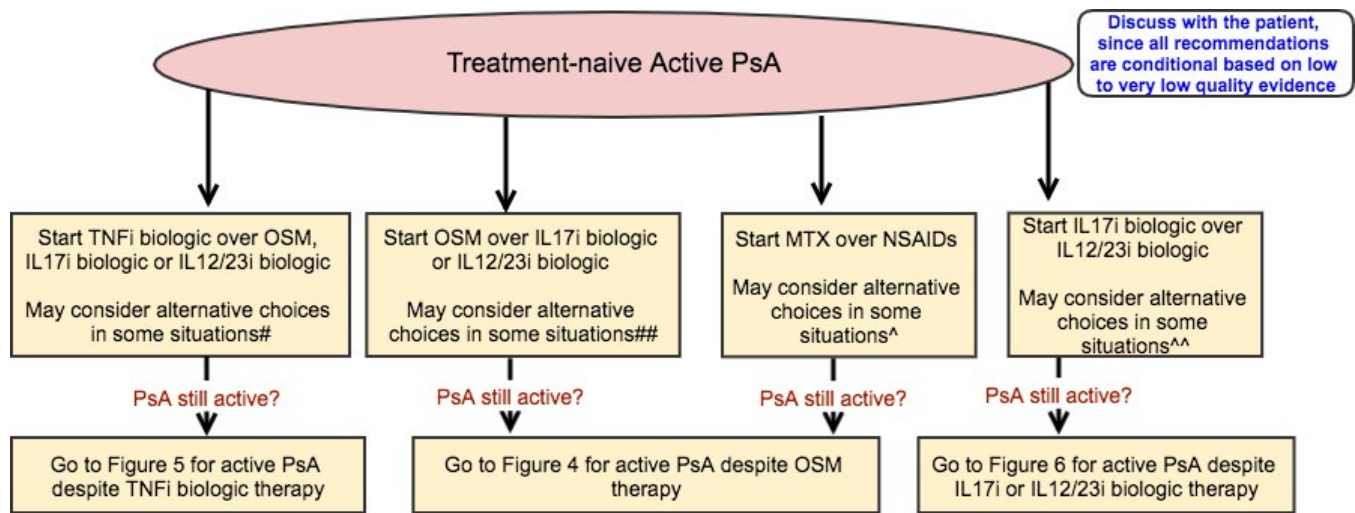 Treatment-naive Active PsA
Discuss with the patient,
since all recommendations
are conditional based on low
to very low quality evidence
Start TNFi biologic over OSM,
IL17i biologic or IL12/23i biologic
May consider alternative choices
in some situations#
Start OSM over IL17i biologic
or IL12/23i biologic
May consider alternative
choices in some situations##
Start MTX over NSAIDs
May consider alternative
choices in some
situations^
Start IL17i biologic over
IL12/23i biologic
May consider alternative
choices in some
situations^^
PsA still active?
PsA still active?
PsA still active?
PsA still active?
Go to Figure 5 for active PsA
despite TNFi biologic therapy
Go to Figure 4 for active PsA despite OSM
therapy
Go to Figure 6 for active PsA despite
IL17i or IL12/23i biologic therapy